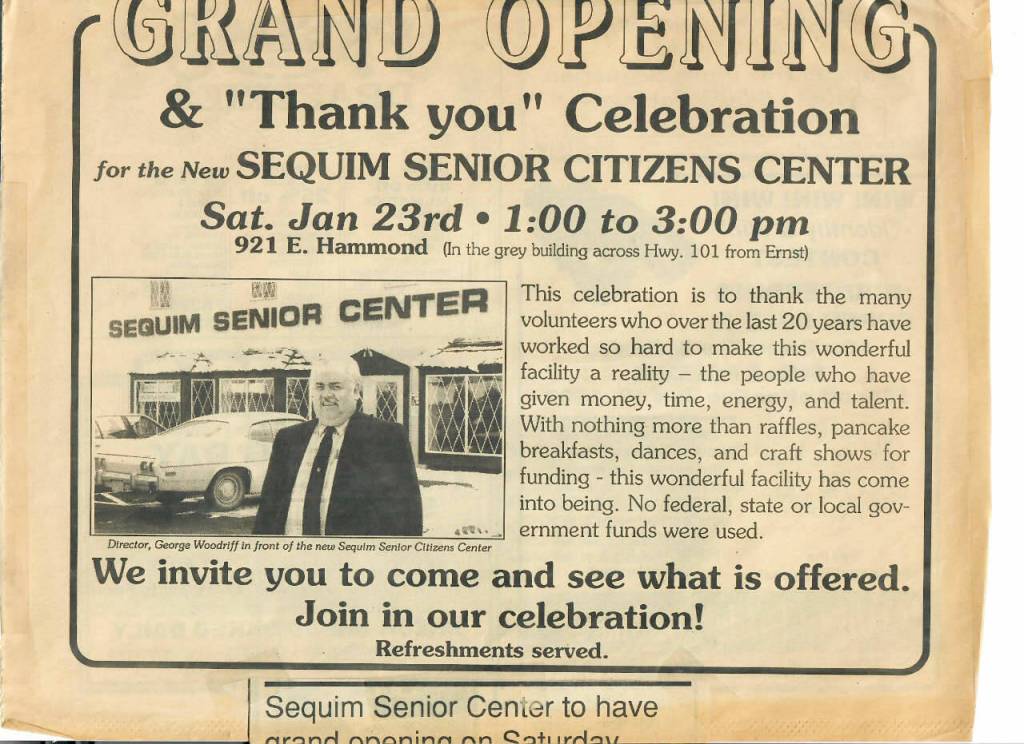 GRAND OPENING
& "Thank you" Celebration
for the New SEQUIM SENIOR CITIZENS CENTER
Sat. Jan 23rd • 1:00 to 3:00 pm
921 E. Hammond (In the grey building across Hwy. 101 from Ernst)
SEQUIM SENIOR CENTER
Director, George Woodriff in front of the new Sequim Senior Citizens Center
This celebration is to thank the many
volunteers who over the last 20 years have
worked so hard to make this wonderful
facility a reality – the people who have
given money, time, energy, and talent.
With nothing more than raffles, pancake
breakfasts, dances, and craft shows for
funding - this wonderful facility has come
into being. No federal, state or local gov-
ernment funds were used.
We invite you to come and see what is offered.
Join in our celebration!
Refreshments served.
Sequim Senior Center to have
grand opening on Saturday